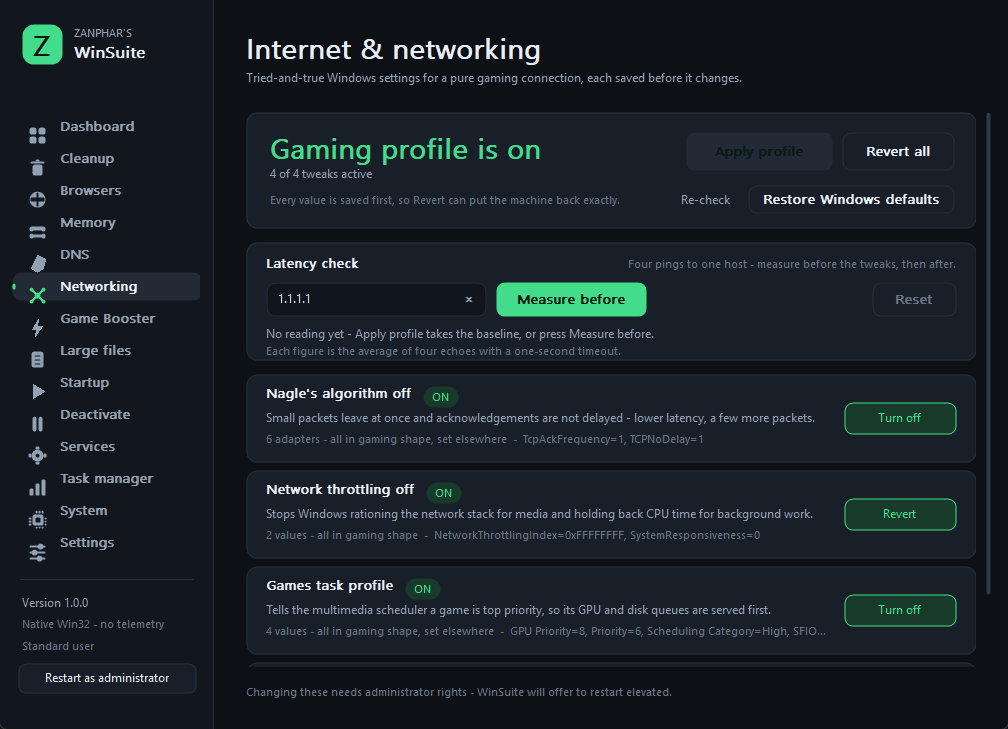 Z
ZANPHAR'S
WinSuite
Dashboard
Cleanup
Browsers
Memory
DNS
Networking
Game Booster
Large files
Startup
Deactivate
Services
Task manager
System
Settings
Version 1.0.0
Native Win32 - no telemetry
Standard user
Restart as administrator
Internet & networking
Tried-and-true Windows settings for a pure gaming connection, each saved before it changes.
Gaming profile is on
Apply profile
Revert all
4 of 4 tweaks active
Every value is saved first, so Revert can put the machine back exactly.
Re-check
Restore Windows defaults
Latency check
Four pings to one host - measure before the tweaks, then after.
1.1.1.1
×
Measure before
Reset
No reading yet - Apply profile takes the baseline, or press Measure before.
Each figure is the average of four echoes with a one-second timeout.
Nagle's algorithm off
ON
Small packets leave at once and acknowledgements are not delayed - lower latency, a few more packets.
6 adapters - all in gaming shape, set elsewhere - TcpAckFrequency=1, TCPNoDelay=1
Turn off
Network throttling off
ON
Stops Windows rationing the network stack for media and holding back CPU time for background work.
2 values - all in gaming shape - NetworkThrottlingIndex=0xFFFFFFFF, SystemResponsiveness=0
Revert
Games task profile
ON
Tells the multimedia scheduler a game is top priority, so its GPU and disk queues are served first.
4 values - all in gaming shape, set elsewhere - GPU Priority=8, Priority=6, Scheduling Category=High, SFIO...
Turn off
Changing these needs administrator rights - WinSuite will offer to restart elevated.